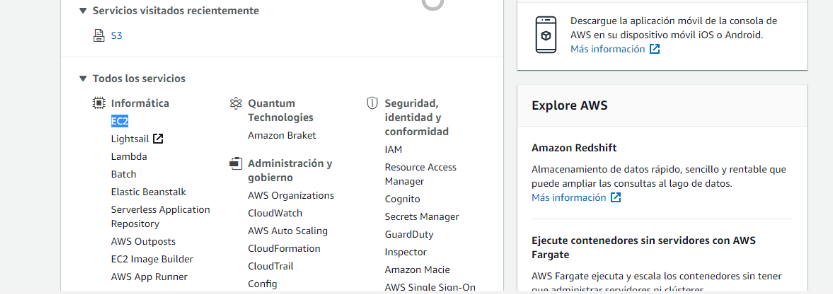 Servicios visitados recientemente
S3
Todos los servicios
Informática
EC2
Lightsail
Lambda
Batch
Elastic Beanstalk
Serverless Application
Repository
AWS Outposts
EC2 Image Builder
AWS App Runner
Quantum
Technologies
Amazon Braket
Administración y
gobierno
AWS Organizations
CloudWatch
AWS Auto Scaling
CloudFormation
CloudTrail
Config
Seguridad,
identidad y
conformidad
IAM
Resource Access
Manager
Cognito
Secrets Manager
GuardDuty
Inspector
Amazon Macie
AWS Single Sign-On
Descargue la aplicación móvil de la consola de
AWS en su dispositivo móvil iOS o Android.
Más información
Explore AWS
Amazon Redshift
Almacenamiento de datos rápido, sencillo y rentable que
puede ampliar las consultas al lago de datos.
Más información
Ejecute contenedores sin servidores con AWS
Fargate
AWS Fargate ejecuta y escala los contenedores sin tener
que administrar servidores ni clústeres.